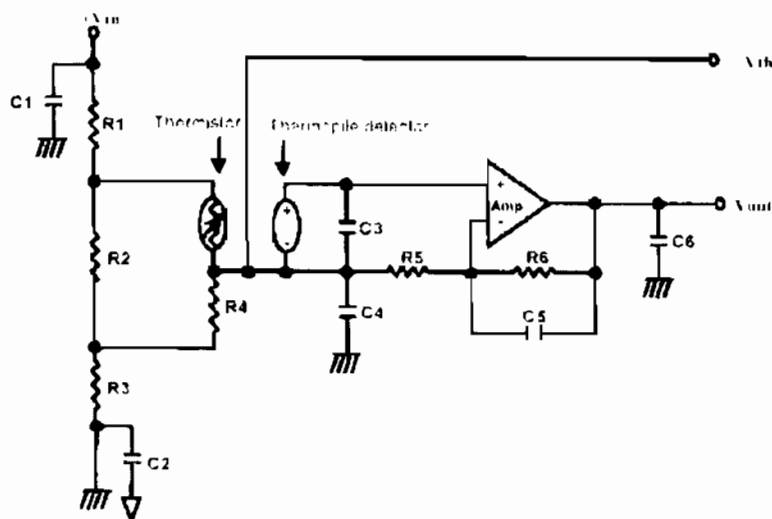 C1
R1
Thermistor
Thermopile detector
+
+
Amp
-
-
C3
R2
R5
R6
C6
R4
C4
C5
R3
C2